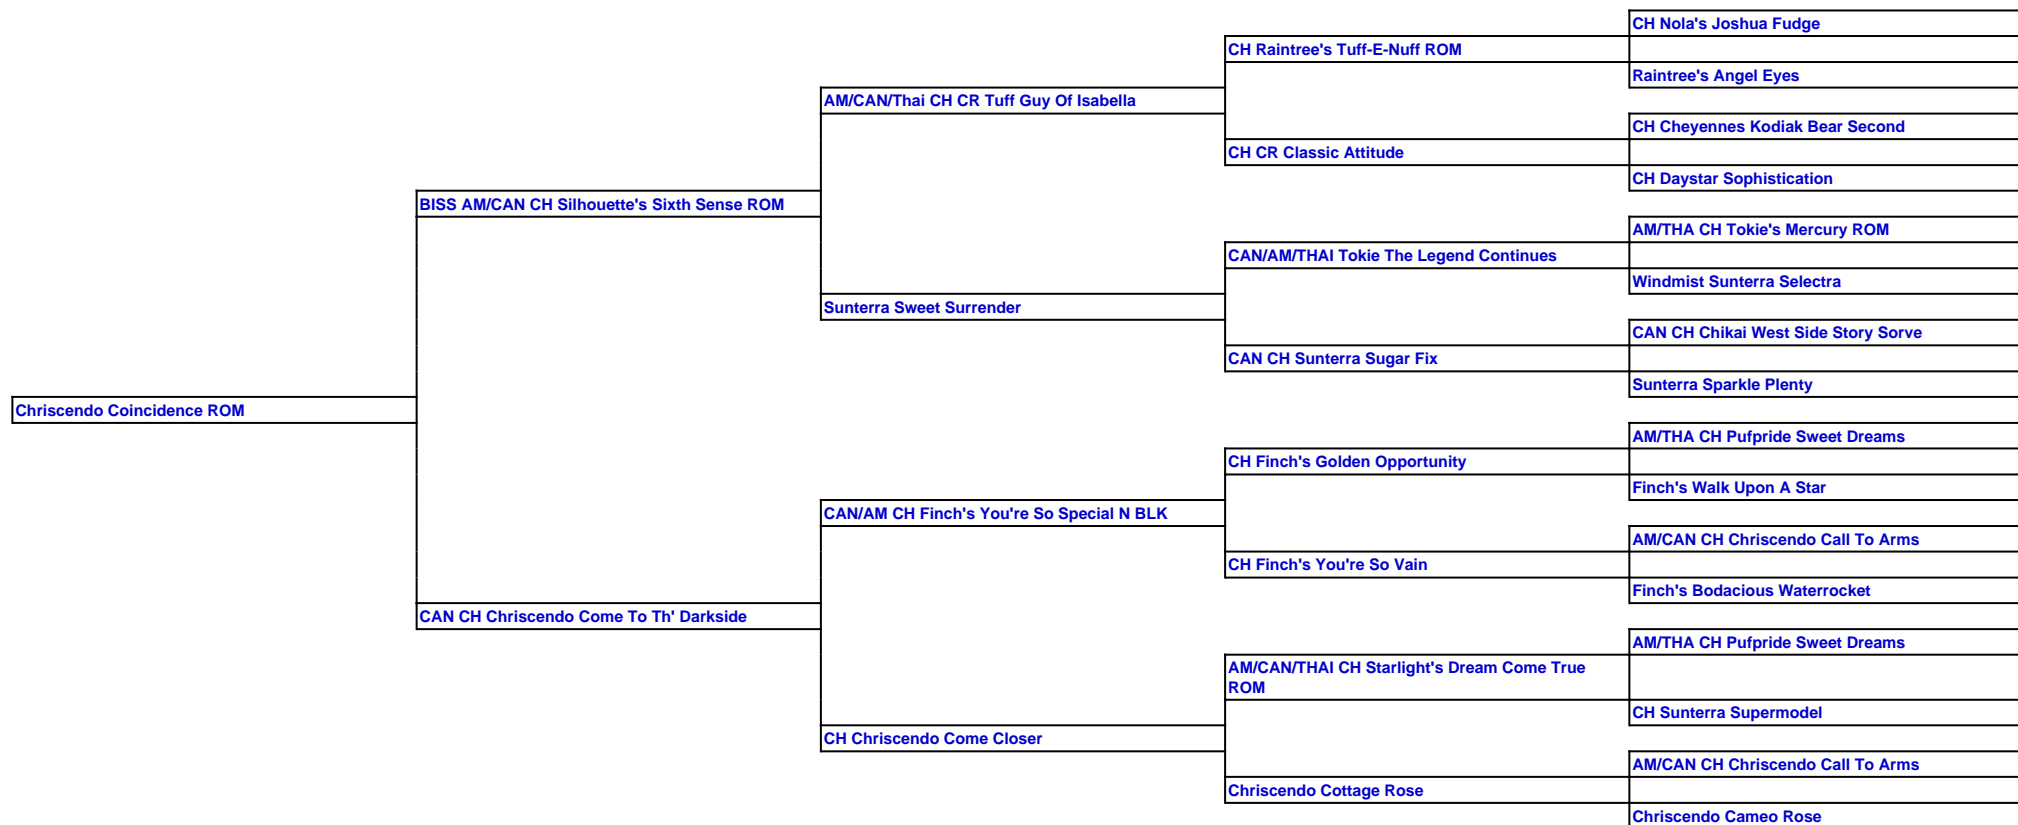 CH Nola's Joshua Fudge
CH Raintree's Tuff-E-Nuff ROM
Raintree's Angel Eyes
AM/CAN/Thai CH CR Tuff Guy Of Isabella
CH Cheyennes Kodiak Bear Second
CH CR Classic Attitude
CH Daystar Sophistication
BISS AM/CAN CH Silhouette's Sixth Sense ROM
AM/THA CH Tokie's Mercury ROM
CAN/AM/THAI Tokie The Legend Continues
Windmist Sunterra Selectra
Sunterra Sweet Surrender
CAN CH Chikai West Side Story Sorve
CAN CH Sunterra Sugar Fix
Sunterra Sparkle Plenty
Chriscendo Coincidence ROM
AM/THA CH Pufpride Sweet Dreams
CH Finch's Golden Opportunity
Finch's Walk Upon A Star
CAN/AM CH Finch's You're So Special N BLK
AM/CAN CH Chriscendo Call To Arms
CH Finch's You're So Vain
Finch's Bodacious Waterrocket
CAN CH Chriscendo Come To Th' Darkside
AM/THA CH Pufpride Sweet Dreams
AM/CAN/THAI CH Starlight's Dream Come True
ROM
CH Sunterra Supermodel
CH Chriscendo Come Closer
AM/CAN CH Chriscendo Call To Arms
Chriscendo Cottage Rose
Chriscendo Cameo Rose